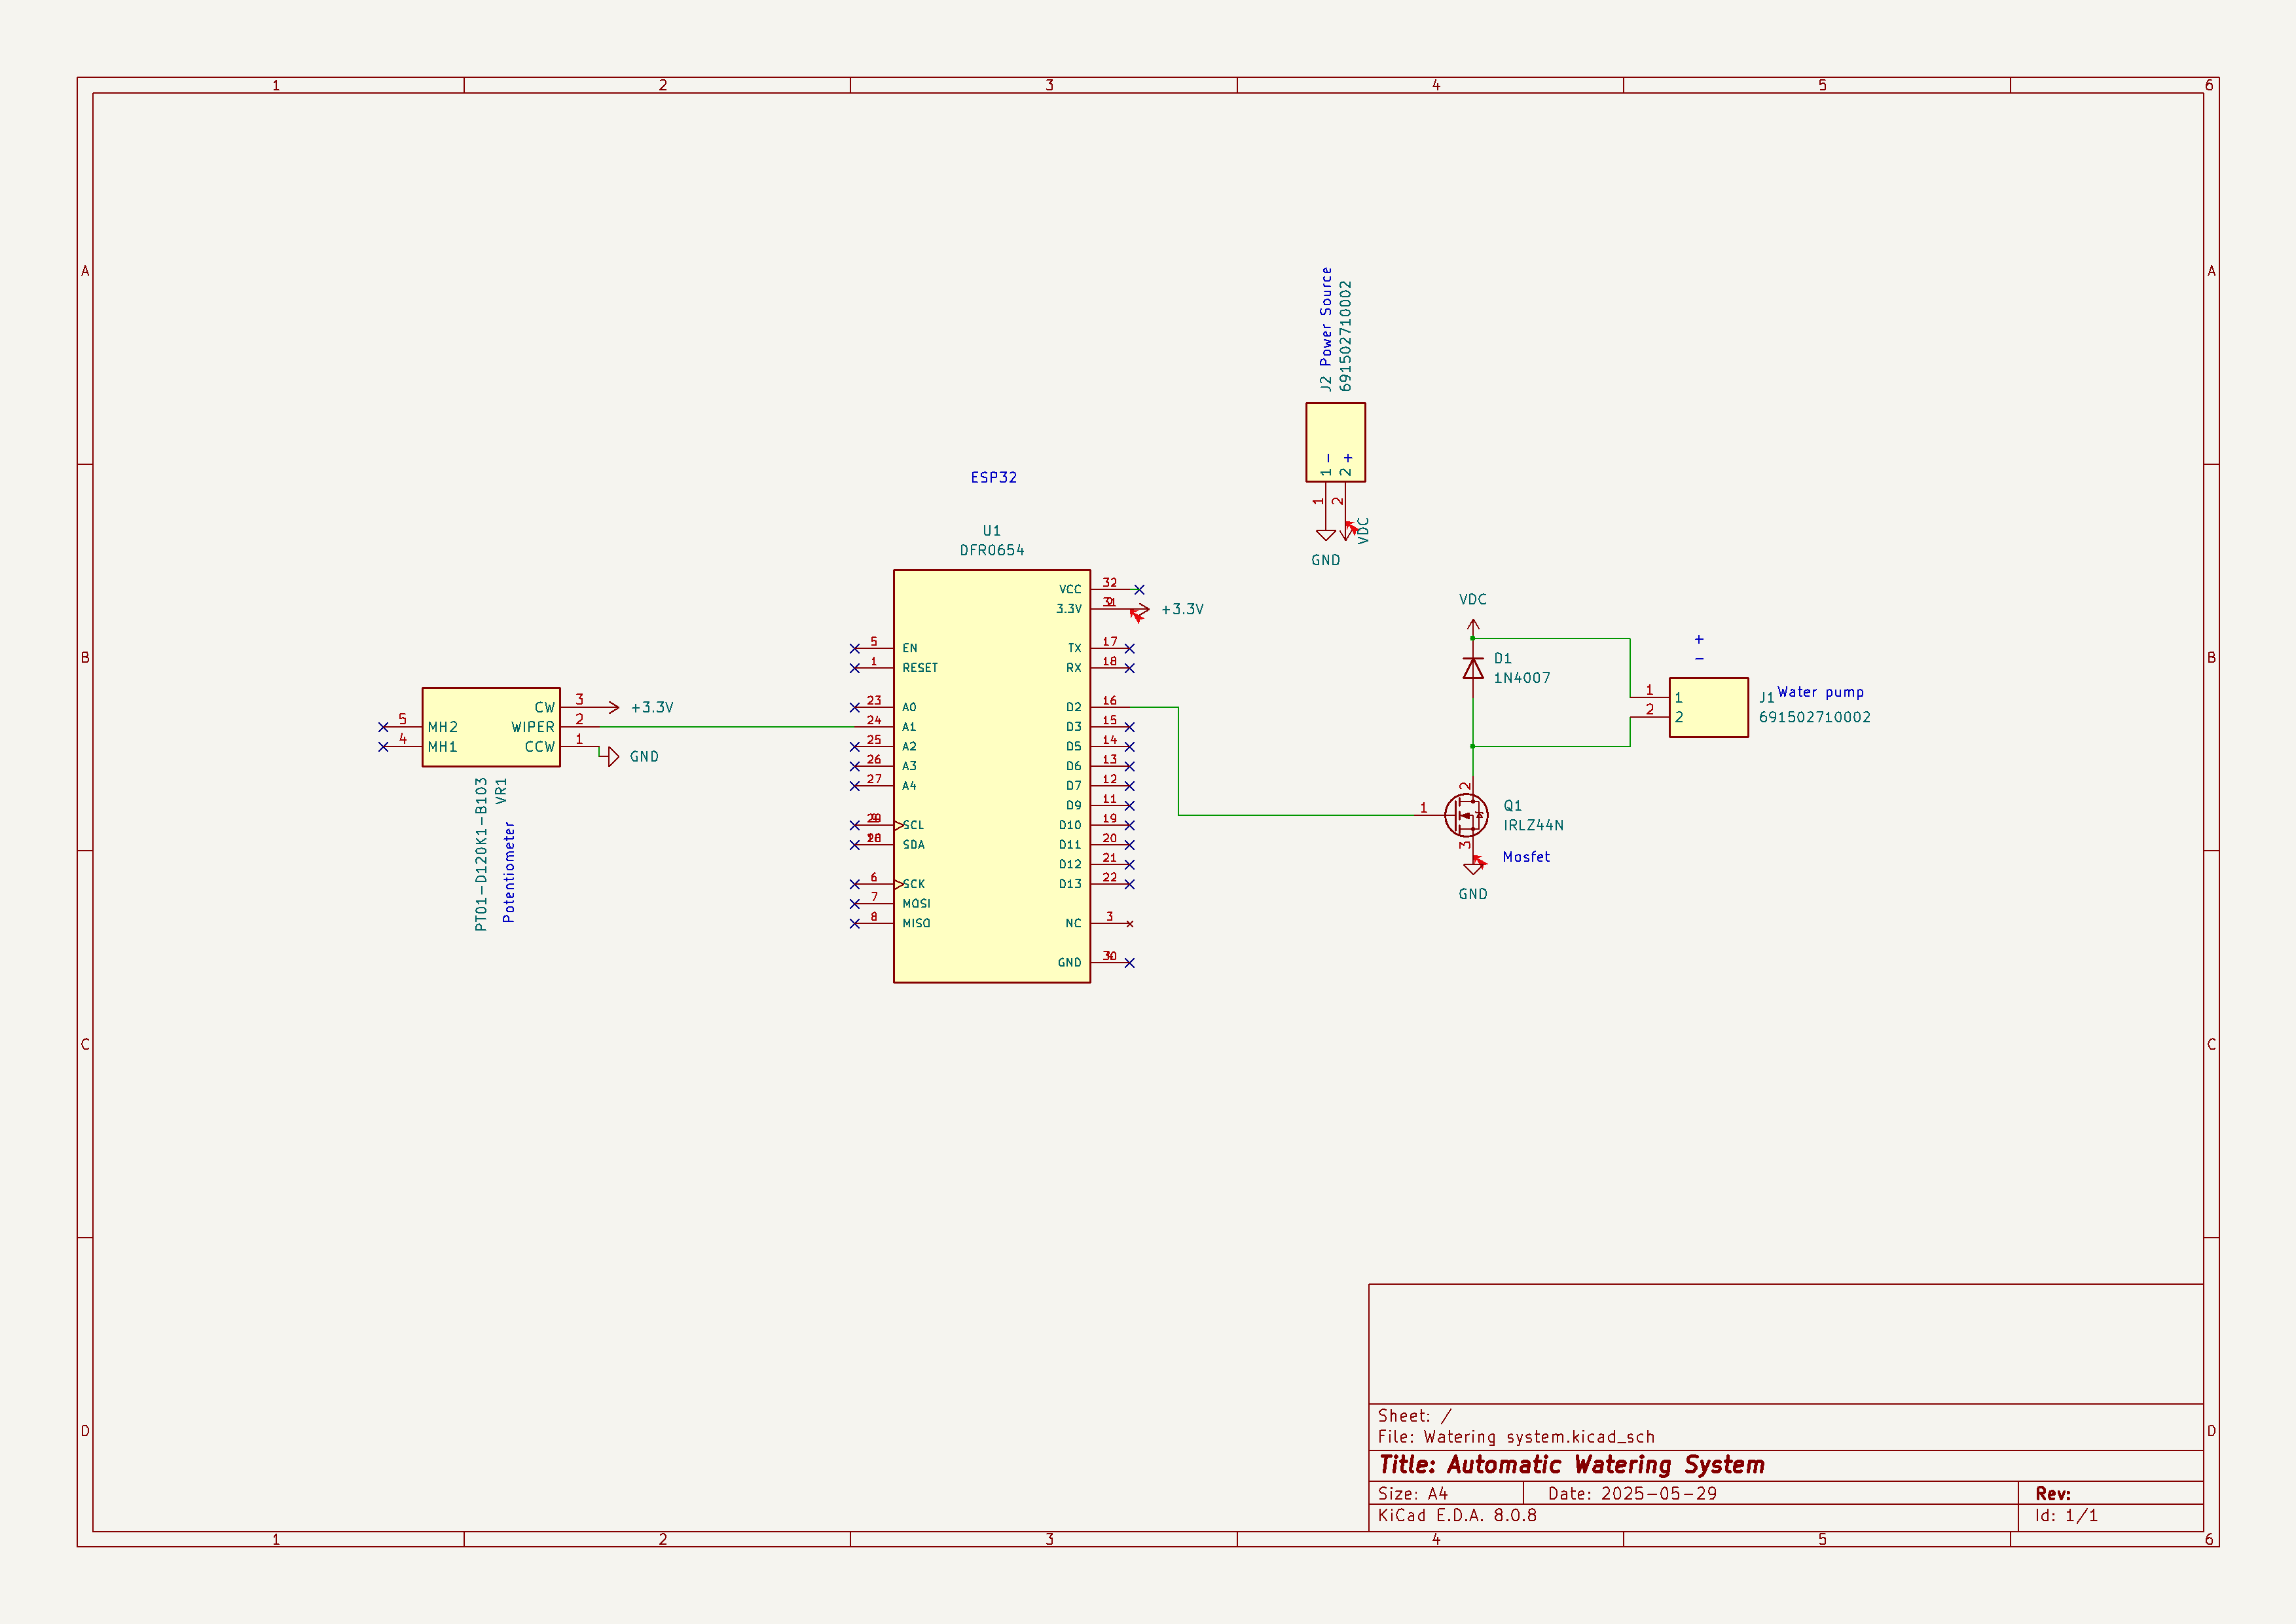 1 2 3 4 5 6
A A
B B
C C
D D
Power Source
J2
691502710002
1 -
2 +
1
2
GND
VDC
ESP32
U1
DFR0654
VCC 32
3.3V
+3.3V
5 EN
1 RESET
23 A0
24 A1
25 A2
26 A3
27 A4
SCL
SDA
6 SCK
7 MOSI
8 MISO
TX 17
RX 18
D2 16
D3 15
D5 14
D6 13
D7 12
D9 11
D10 19
D11 20
D12 21
D13 22
NC 3
GND
5 MH2
4 MH1
CW 3
WIPER 2
CCW 1
+3.3V
GND
PT01-D120K1-B103
VR1
Potentiometer
VDC
D1
1N4007
+
-
1 1
2 2
J1
Water pump
691502710002
1
2
3
Q1
IRLZ44N
Mosfet
GND
Sheet: /
File: Watering system.kicad_sch
Title: Automatic Watering System
Size: A4 Date: 2025-05-29 Rev:
KiCad E.D.A. 8.0.8 Id: 1/1
1 2 3 4 5 6